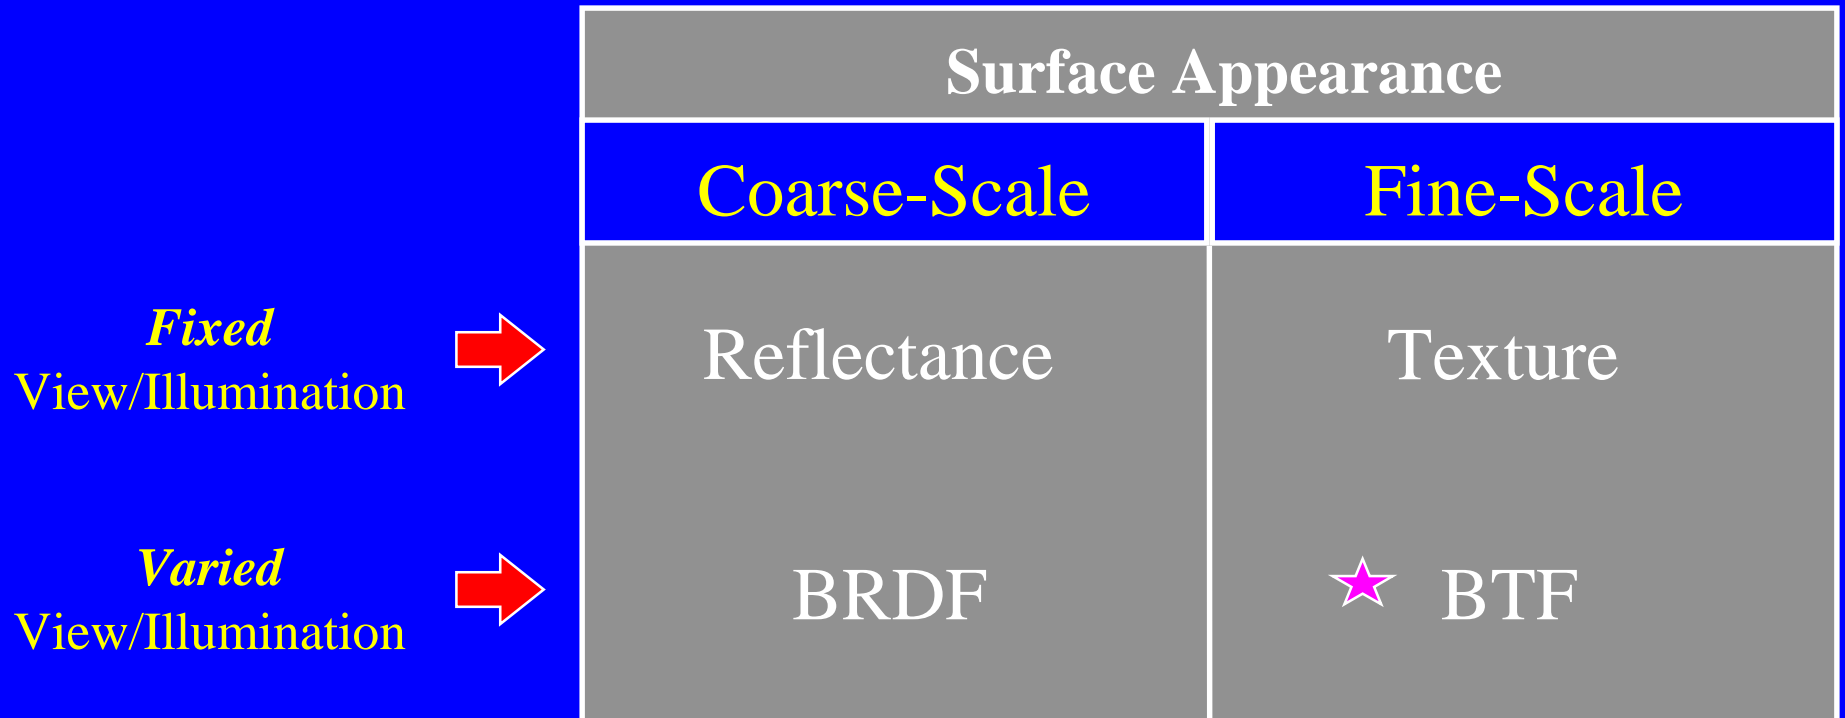 Surface Appearance
Coarse-Scale
Fine-Scale
Fixed
View/Illumination
Reflectance
Texture
Varied
View/Illumination
BRDF
BTF